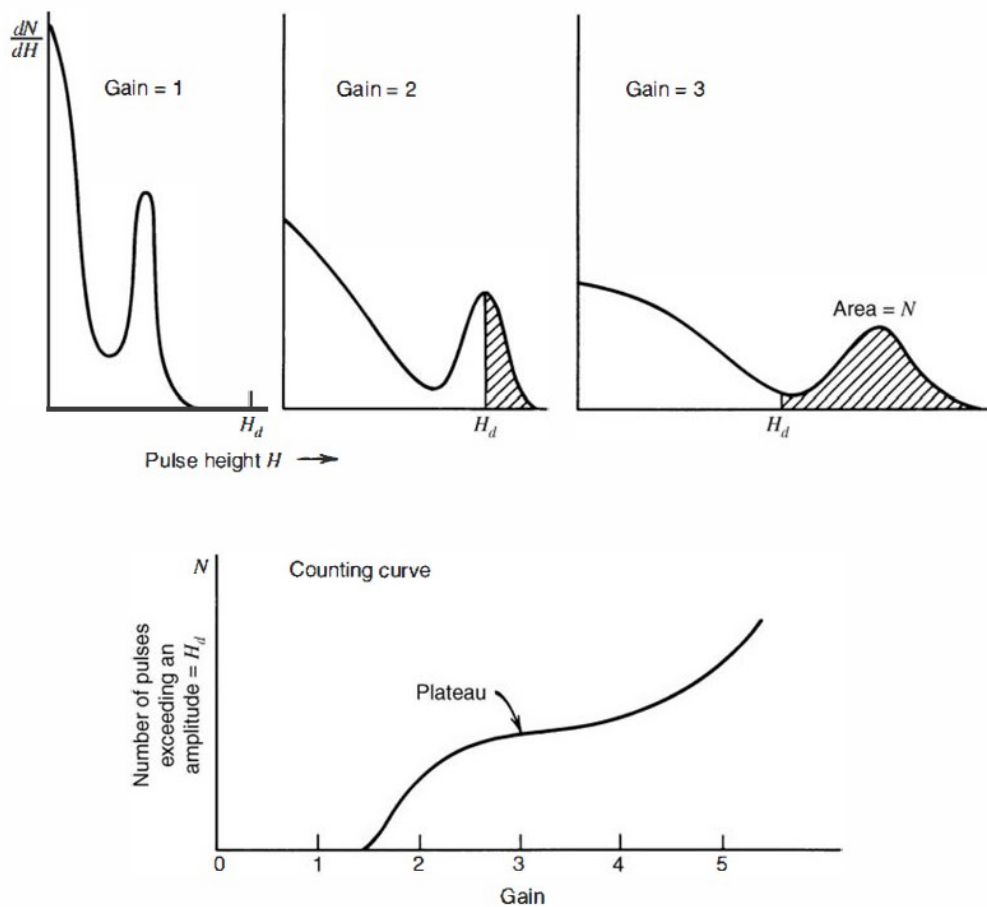 dN
dH
Gain = 1
Gain = 2
Gain = 3
Area = N
H_d
H_d
H_d
Pulse height H
N
Counting curve
Number of pulses
exceeding an
amplitude = H_d
Plateau
0 1 2 3 4 5
Gain